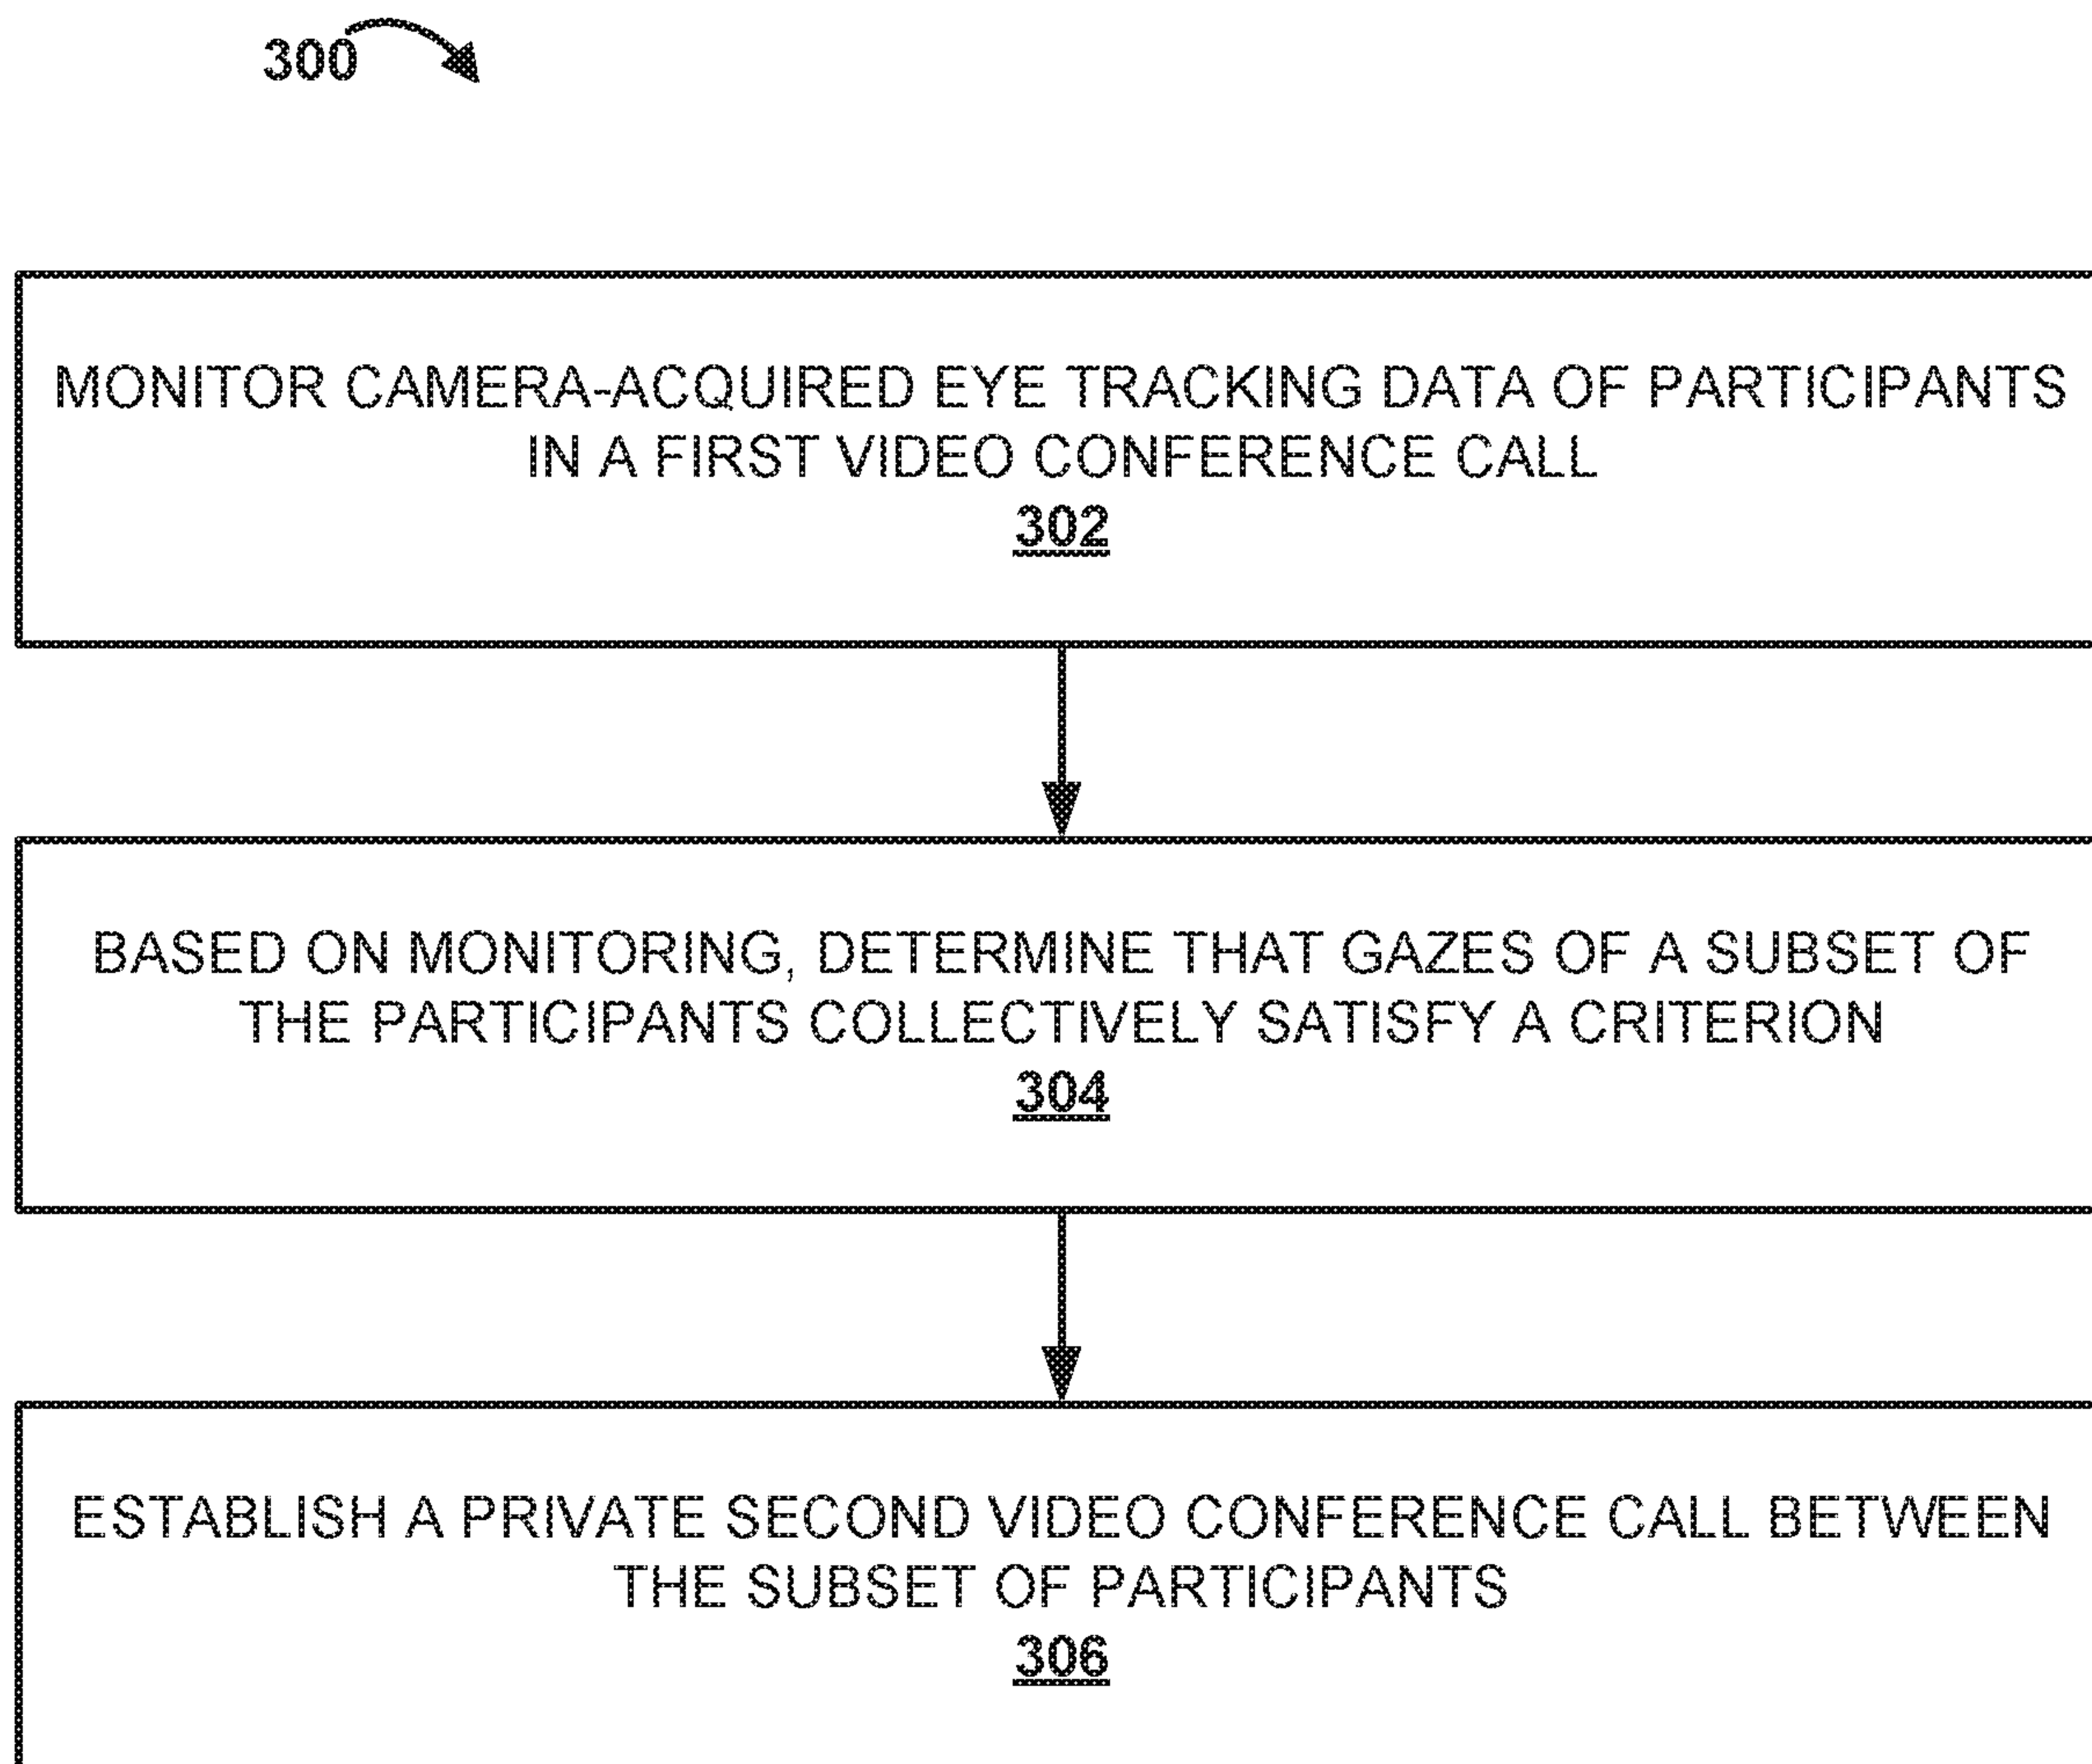 300
MONITOR CAMERA-ACQUIRED EYE TRACKING DATA OF PARTICIPANTS
IN A FIRST VIDEO CONFERENCE CALL
302
BASED ON MONITORING, DETERMINE THAT GAZES OF A SUBSET OF
THE PARTICIPANTS COLLECTIVELY SATISFY A CRITERION
304
ESTABLISH A PRIVATE SECOND VIDEO CONFERENCE CALL BETWEEN
THE SUBSET OF PARTICIPANTS
306